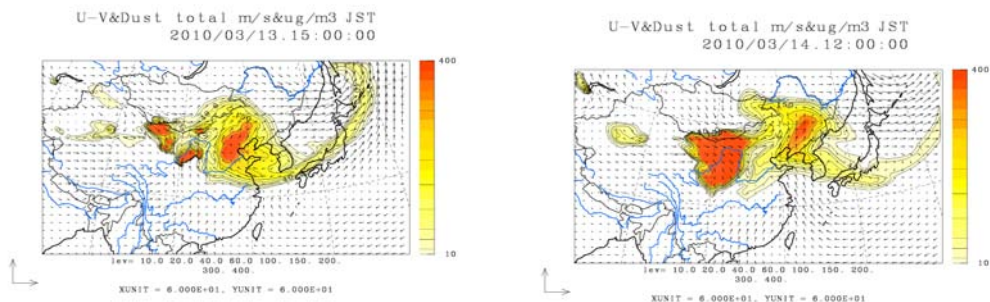 U-V&Dust total m/s&ug/m3 JST
2010/03/13.15:00:00
400
10
lev= 10.0 20.0 40.0 60.0 100. 150. 200.
300. 400.
XUNIT = 6.000E+01, YUNIT = 6.000E+01
U-V&Dust total m/s&ug/m3 JST
2010/03/14.12:00:00
400
10
lev= 10.0 20.0 40.0 60.0 100. 150. 200.
300. 400.
XUNIT = 6.000E+01, YUNIT = 6.000E+01